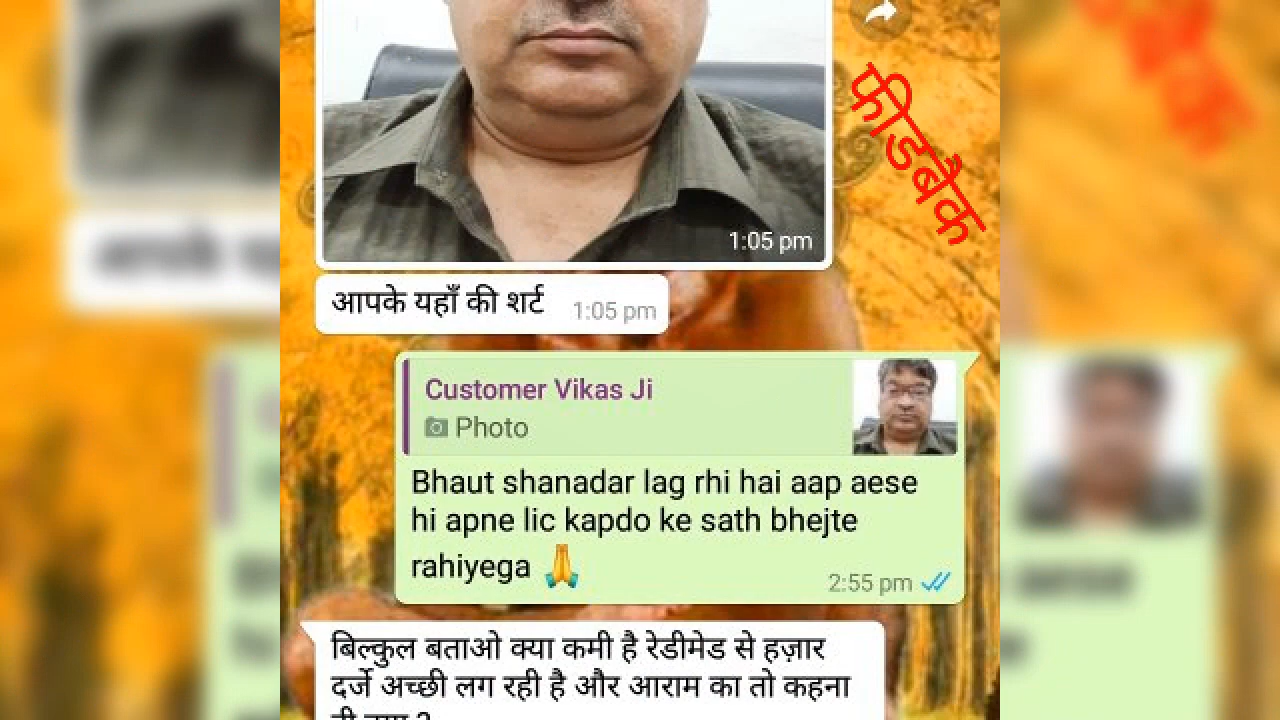 1:05 pm
फीडबैक
आपके यहाँ की शर्ट 1:05 pm
Customer Vikas Ji
Photo
Bhaut shanadar lag rhi hai aap aese
hi apne lic kapdo ke sath bhejte
rahiyega 🙏
2:55 pm
बिल्कुल बताओ क्या कमी है रेडीमेड से हज़ार
दर्जे अच्छी लग रही है और आराम का तो कहना